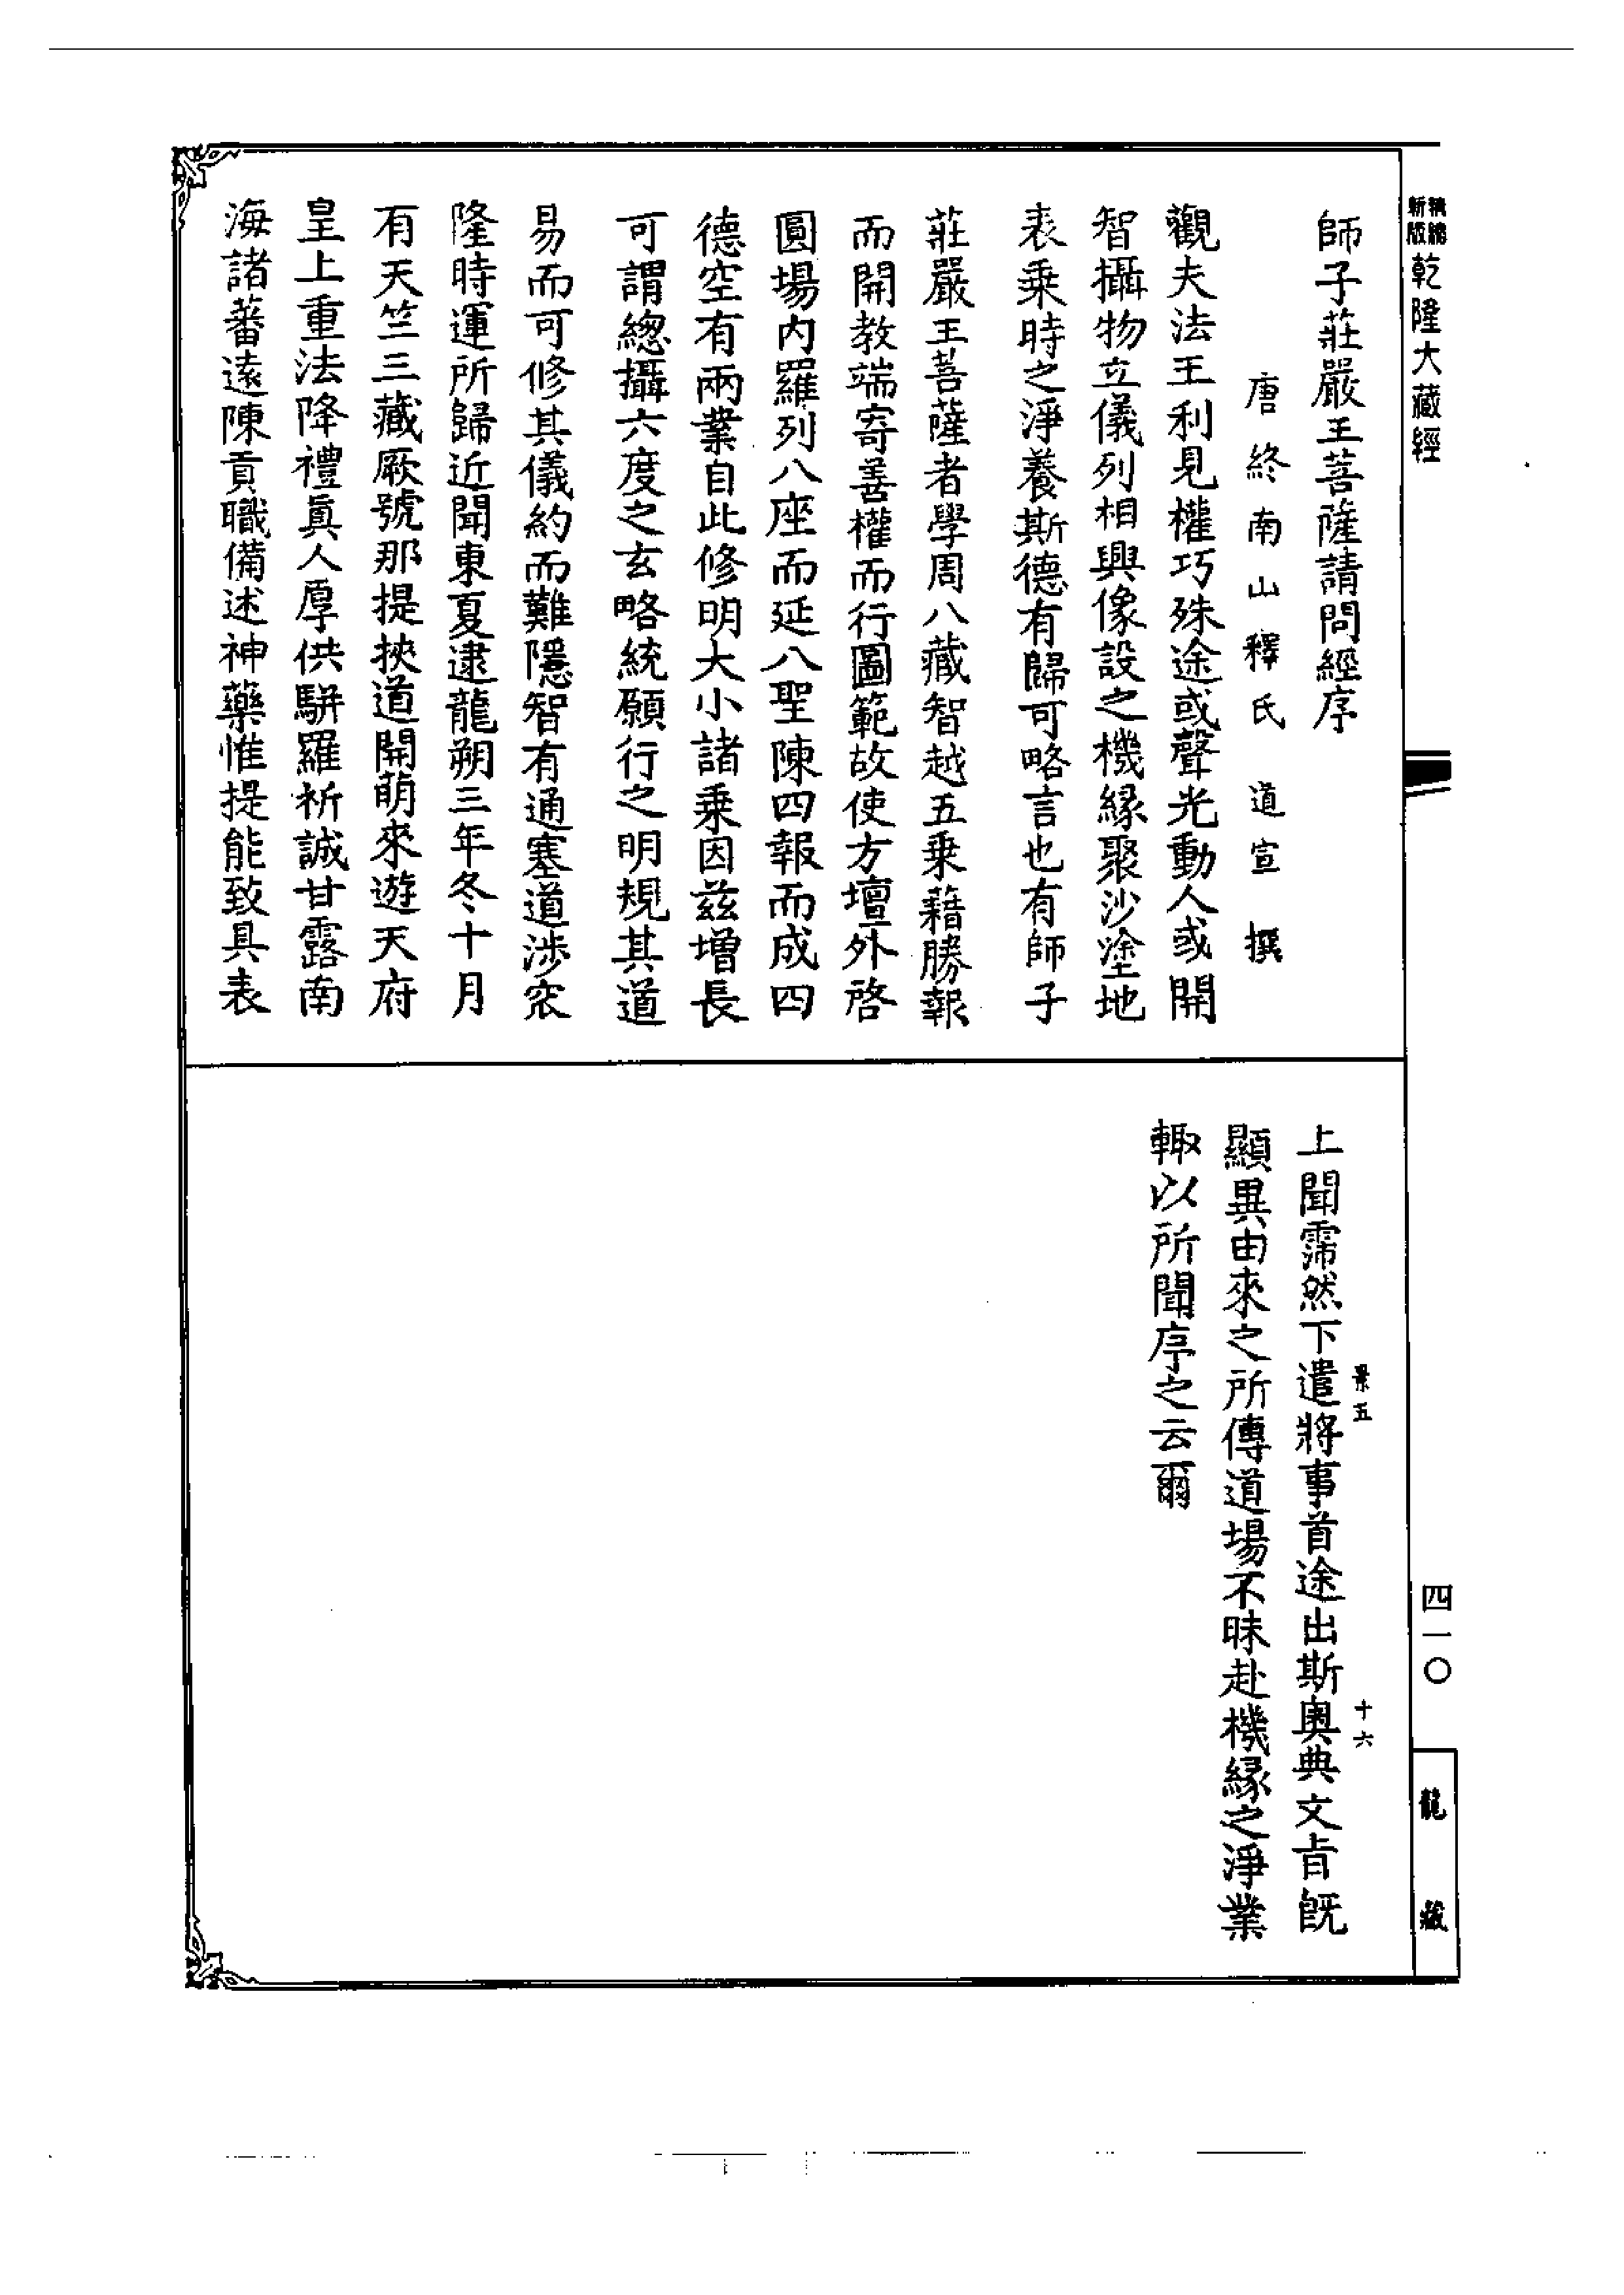 新編縮版乾隆大藏經
師子莊嚴王菩薩請問經序
唐終南山釋氏道宣撰
觀夫法王利見權巧殊途或聲光動人或開
智攝物立儀列相興像設之機緣聚沙塗地
表乘時之淨養斯德有歸可略言也有師子
莊嚴王菩薩者學周八藏智越五乘藉勝報
而開教端寄善權而行圖範故使方壇外啓
圓場內羅列八座而延八聖陳四報而成四
德空有兩業自此修明大小諸乘因茲增長
可謂總攝六度之玄略統願行之明規其道
易而可修其儀約而難隱智有通塞道涉窊
隆時運所歸近聞東夏逮龍朔三年冬十月
有天竺三藏厥號那提挾道開萌來遊天府
皇上重法降禮眞人厚供駢羅祈誠甘露南
海諸蕃遠陳貢職備述神藥惟提能致具表
景五
十六
上聞霈然下遣將事首途出斯奧典文旨旣
顯異由來之所傳道場不昧赴機緣之淨業
輙以所聞序之云爾
四一〇
龍藏